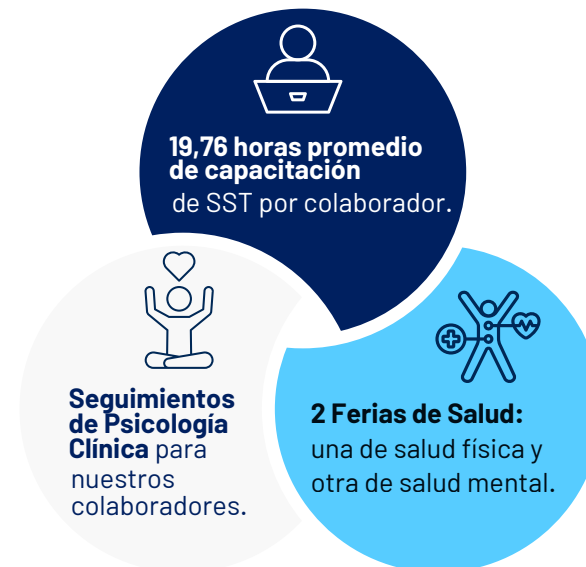 19,76 horas promedio
de capacitación
de SST por colaborador.
Seguimientos
de Psicología
Clínica para
nuestros
colaboradores.
2 Ferias de Salud:
una de salud física y
otra de salud mental.